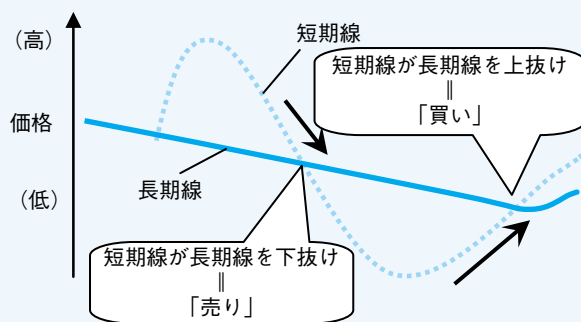 （高）
価格
（低）
短期線
長期線
短期線が長期線を上抜け
‖
「買い」
短期線が長期線を下抜け
‖
「売り」